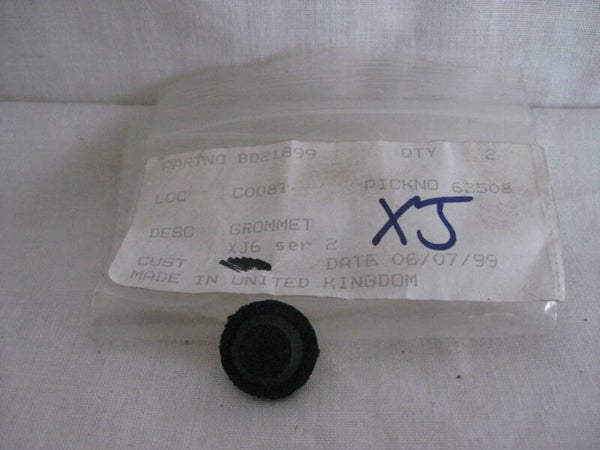 PARTNO BD21899 QTY 2
LOC C0081 PICKNO 63508
DESC GROMMET
XJ6 ser 2
XJ
CUST DATE 06/07/99
MADE IN UNITED KINGDOM